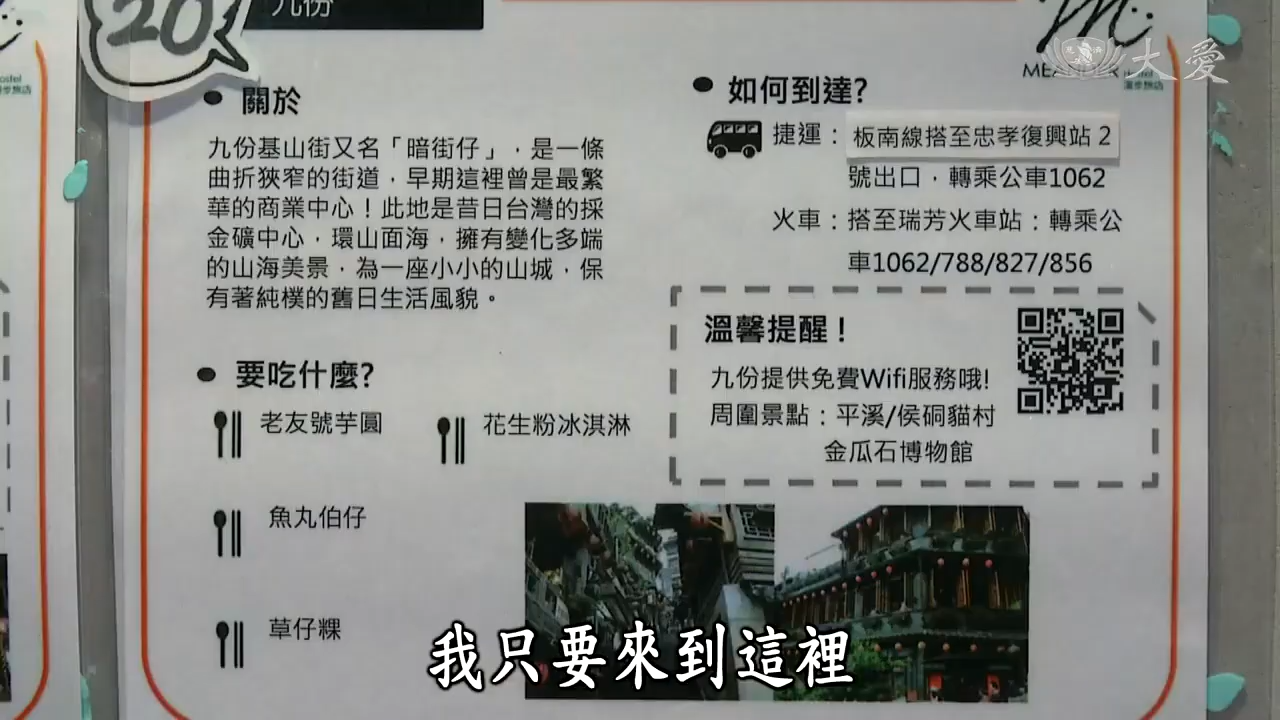 20
九份
大愛
關於
九份基山街又名「暗街仔」，是一條
曲折狹窄的街道，早期這裡曾是最繁
華的商業中心！此地是昔日台灣的採
金礦中心，環山面海，擁有變化多端
的山海美景，為一座小小的山城，保
有著純樸的舊日生活風貌。
要吃什麼?
老友號芋圓
花生粉冰淇淋
魚丸伯仔
草仔粿
如何到達?
捷運：板南線搭至忠孝復興站 2
號出口，轉乘公車1062
火車：搭至瑞芳火車站：轉乘公
車1062/788/827/856
溫馨提醒！
九份提供免費Wifi服務哦!
周圍景點：平溪/侯硐貓村
金瓜石博物館
我只要來到這裡